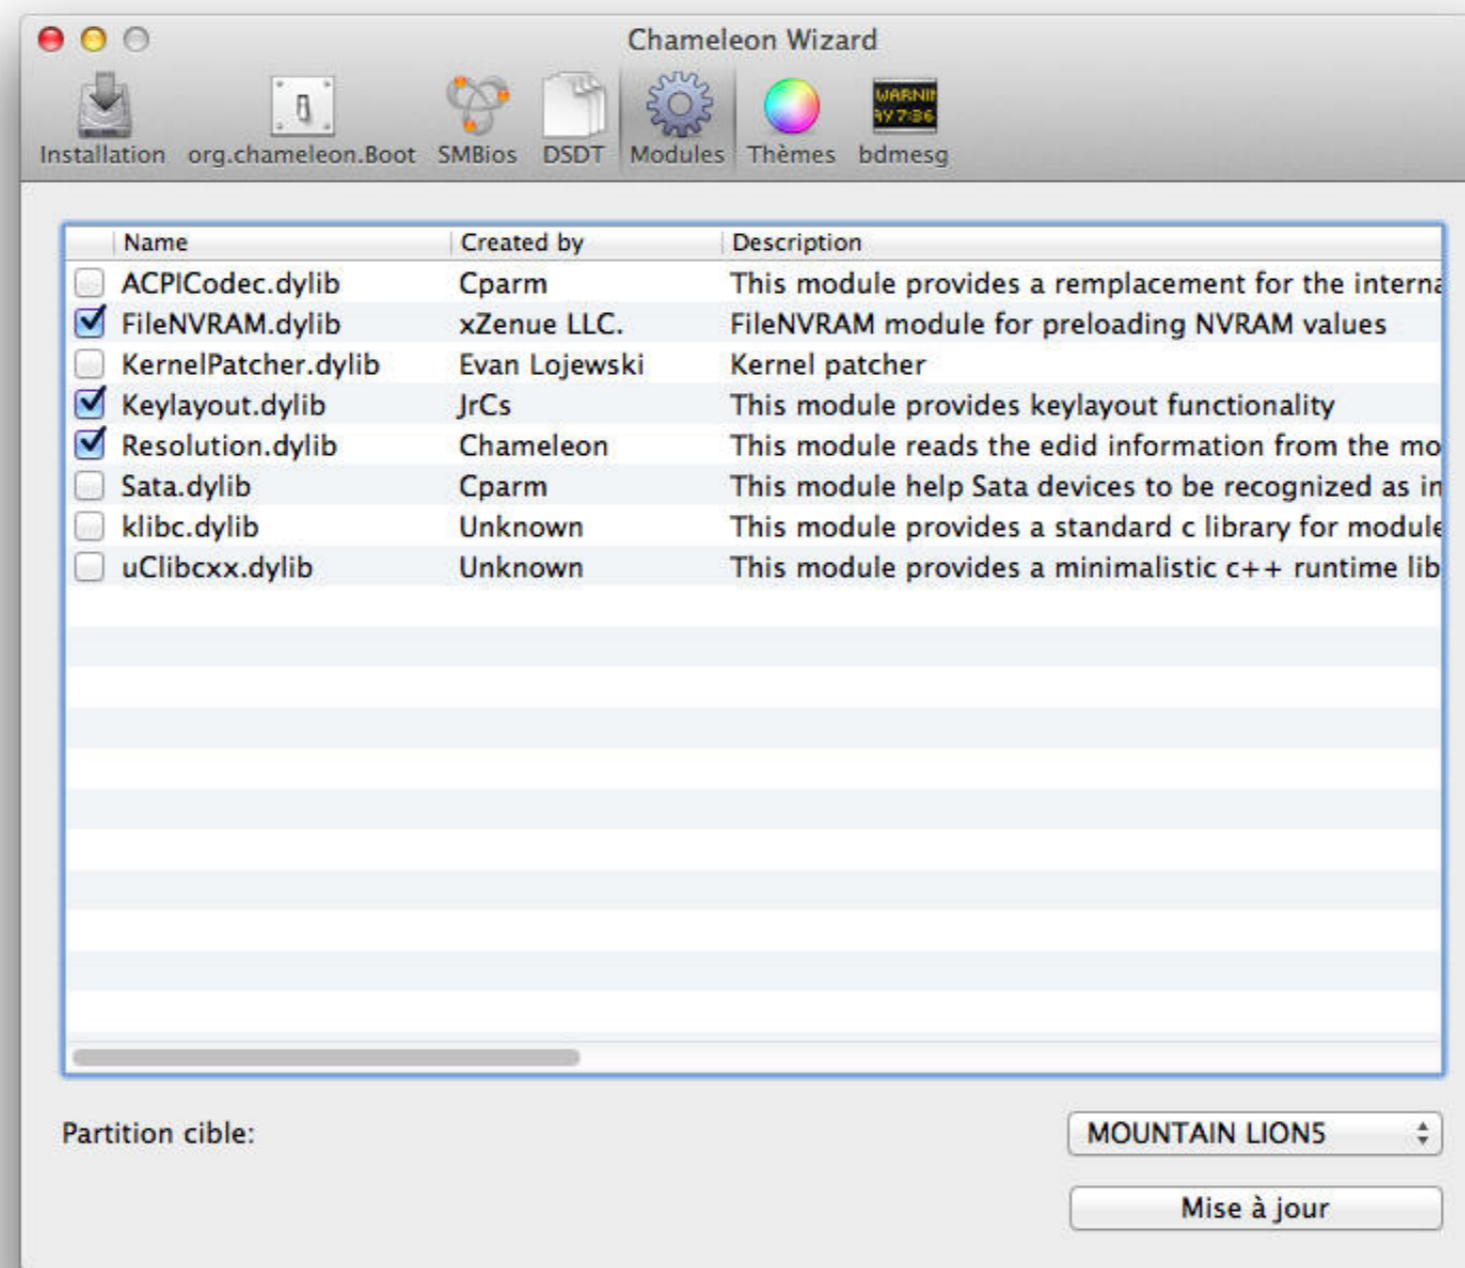 Chameleon Wizard
WARNIN
AY 7:36
Installation org.chameleon.Boot SMBios DSDT Modules Thèmes bdmesg
Name Created by Description
ACPICodec.dylib Cparm This module provides a remplacement for the interna
FileNVRAM.dylib xZenue LLC. FileNVRAM module for preloading NVRAM values
KernelPatcher.dylib Evan Lojewski Kernel patcher
Keylayout.dylib JrCs This module provides keylayout functionality
Resolution.dylib Chameleon This module reads the edid information from the mo
Sata.dylib Cparm This module help Sata devices to be recognized as in
klibc.dylib Unknown This module provides a standard c library for module
uClibcxx.dylib Unknown This module provides a minimalistic c++ runtime lib
Partition cible: MOUNTAIN LION5
Mise à jour